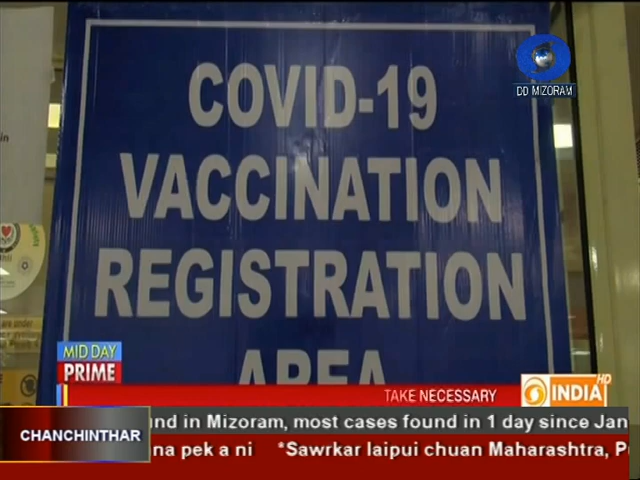 DD MIZORAM
COVID-19
VACCINATION
REGISTRATION
AREA
MID DAY
PRIME
TAKE NECESSARY
INDIA HD
CHANCHINTHAR
und in Mizoram, most cases found in 1 day since Jan
na pek a ni *Sawrkar laipui chuan Maharashtra, P